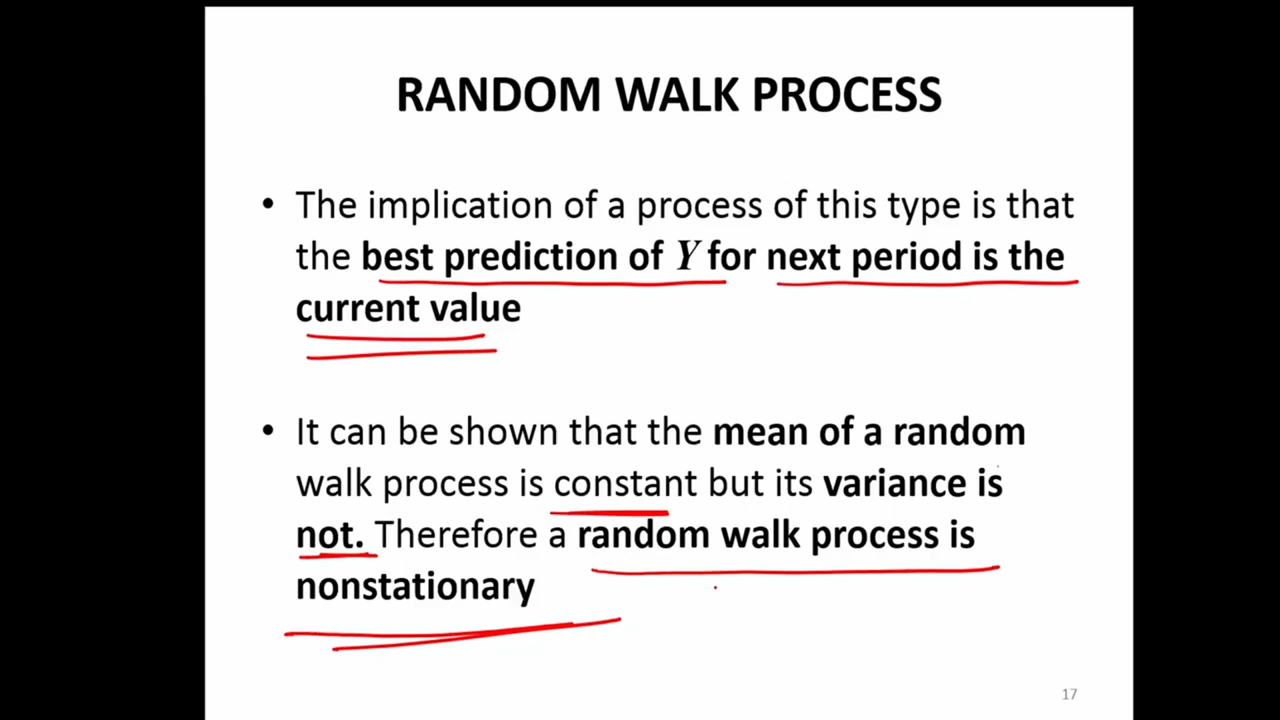 RANDOM WALK PROCESS
• The implication of a process of this type is that
the best prediction of Y for next period is the
current value
• It can be shown that the mean of a random
walk process is constant but its variance is
not. Therefore a random walk process is
nonstationary
17